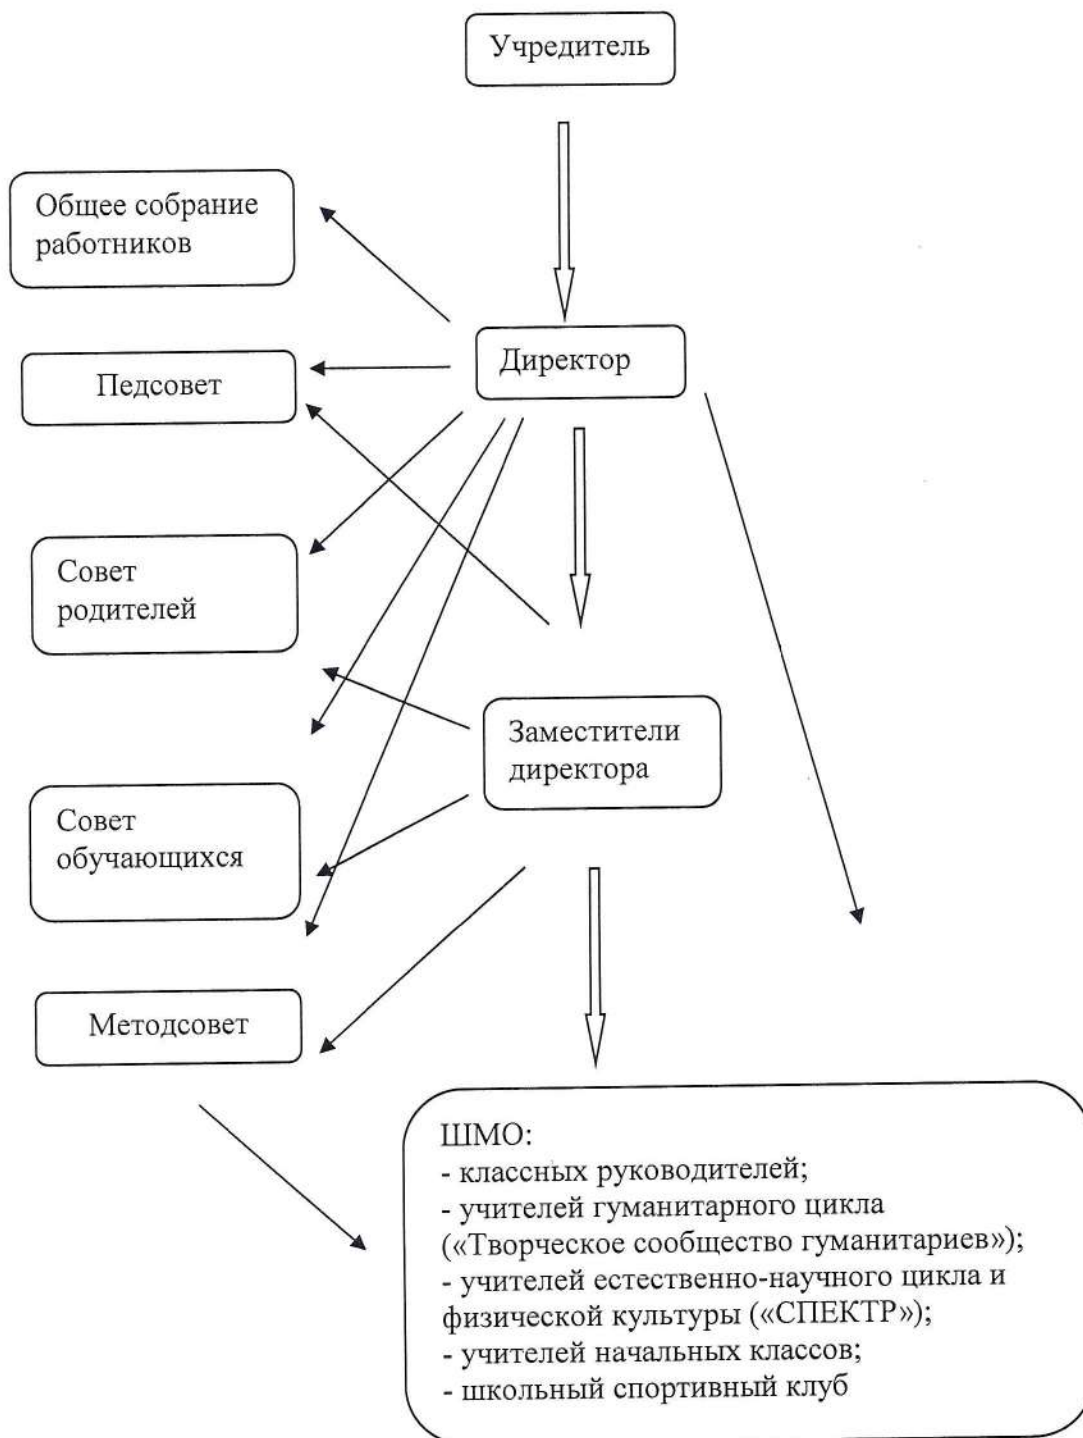 Учредитель
Общее собрание
работников
Директор
Педсовет
Совет
родителей
Заместители
директора
Совет
обучающихся
Методсовет
ШМО:
- классных руководителей;
- учителей гуманитарного цикла
(«Творческое сообщество гуманитариев»);
- учителей естественно-научного цикла и
физической культуры («СПЕКТР»);
- учителей начальных классов;
- школьный спортивный клуб